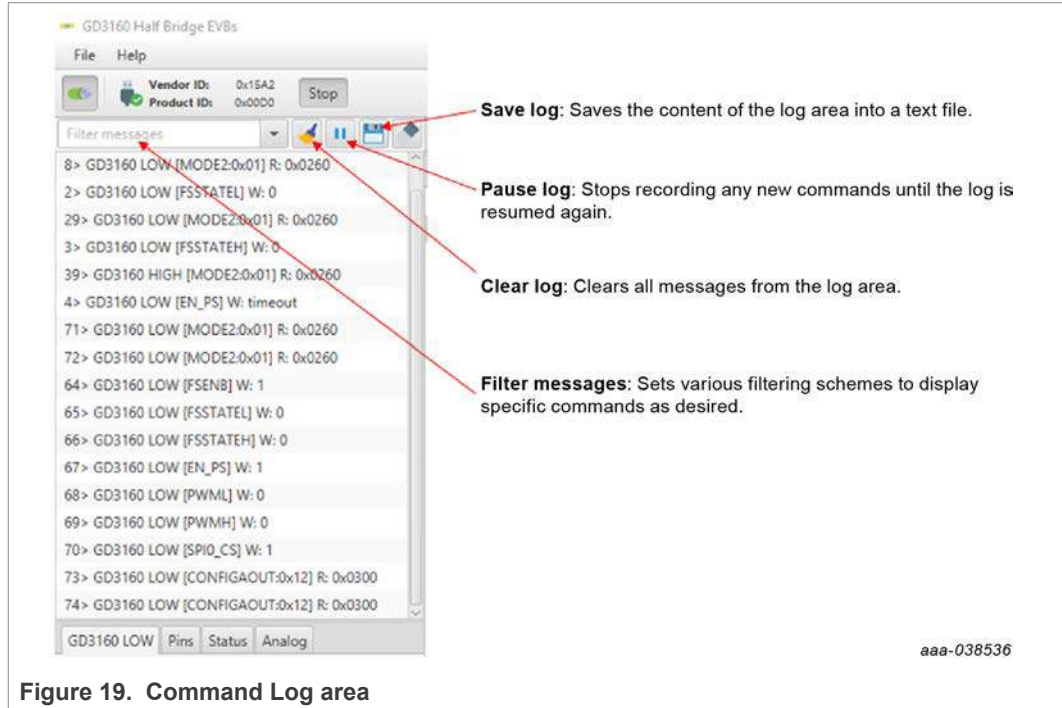 GD3160 Half Bridge EVBs
File Help
Vendor ID: 0x15A2
Product ID: 0x00D0
Stop
Filter messages
8> GD3160 LOW [MODE2:0x01] R: 0x0260
2> GD3160 LOW [FSSTATEL] W: 0
29> GD3160 LOW [MODE2:0x01] R: 0x0260
3> GD3160 LOW [FSSTATEH] W: 0
39> GD3160 HIGH [MODE2:0x01] R: 0x0260
4> GD3160 LOW [EN_PS] W: timeout
71> GD3160 LOW [MODE2:0x01] R: 0x0260
72> GD3160 LOW [MODE2:0x01] R: 0x0260
64> GD3160 LOW [FSENB] W: 1
65> GD3160 LOW [FSSTATEL] W: 0
66> GD3160 LOW [FSSTATEH] W: 0
67> GD3160 LOW [EN_PS] W: 1
68> GD3160 LOW [PWML] W: 0
69> GD3160 LOW [PWMH] W: 0
70> GD3160 LOW [SPI0_CS] W: 1
73> GD3160 LOW [CONFIGAOUT:0x12] R: 0x0300
74> GD3160 LOW [CONFIGAOUT:0x12] R: 0x0300
GD3160 LOW Pins Status Analog
Save log: Saves the content of the log area into a text file.
Pause log: Stops recording any new commands until the log is
resumed again.
Clear log: Clears all messages from the log area.
Filter messages: Sets various filtering schemes to display
specific commands as desired.
aaa-038536
Figure 19. Command Log area